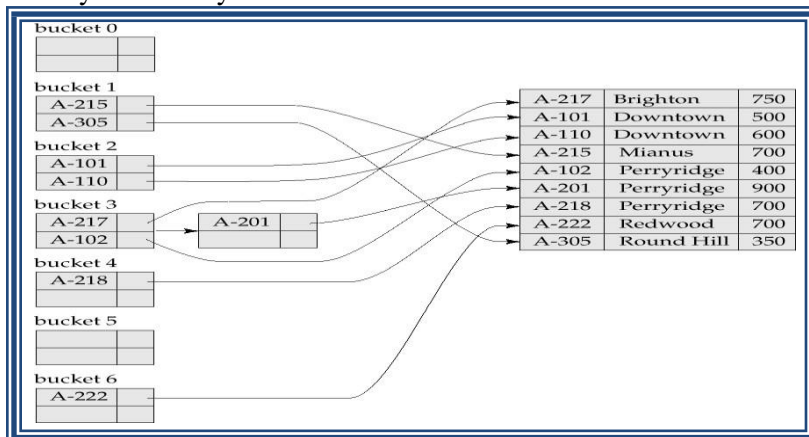 bucket 0
bucket 1
A-215
A-305
bucket 2
A-101
A-110
bucket 3
A-217
A-102
A-201
bucket 4
A-218
bucket 5
bucket 6
A-222
A-217 Brighton 750
A-101 Downtown 500
A-110 Downtown 600
A-215 Mianus 700
A-102 Perryridge 400
A-201 Perryridge 900
A-218 Perryridge 700
A-222 Redwood 700
A-305 Round Hill 350